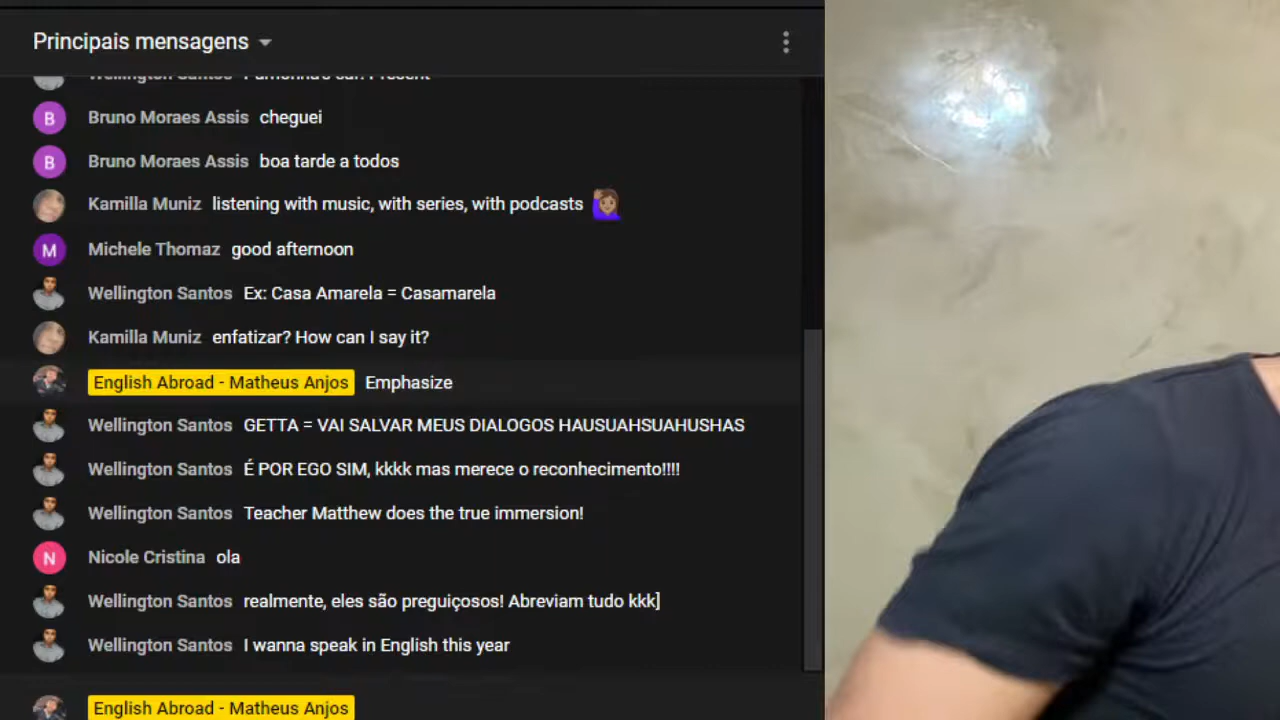 Principais mensagens
Wellington Santos
Bruno Moraes Assis cheguei
Bruno Moraes Assis boa tarde a todos
Kamilla Muniz listening with music, with series, with podcasts
Michele Thomaz good afternoon
Wellington Santos Ex: Casa Amarela = Casamarela
Kamilla Muniz enfatizar? How can I say it?
English Abroad - Matheus Anjos Emphasize
Wellington Santos GETTA = VAI SALVAR MEUS DIALOGOS HAUSUAHSUAHUSHAS
Wellington Santos É POR EGO SIM, kkkk mas merece o reconhecimento!!!!
Wellington Santos Teacher Matthew does the true immersion!
Nicole Cristina ola
Wellington Santos realmente, eles são preguiçosos! Abreviam tudo kkk]
Wellington Santos I wanna speak in English this year
English Abroad - Matheus Anjos